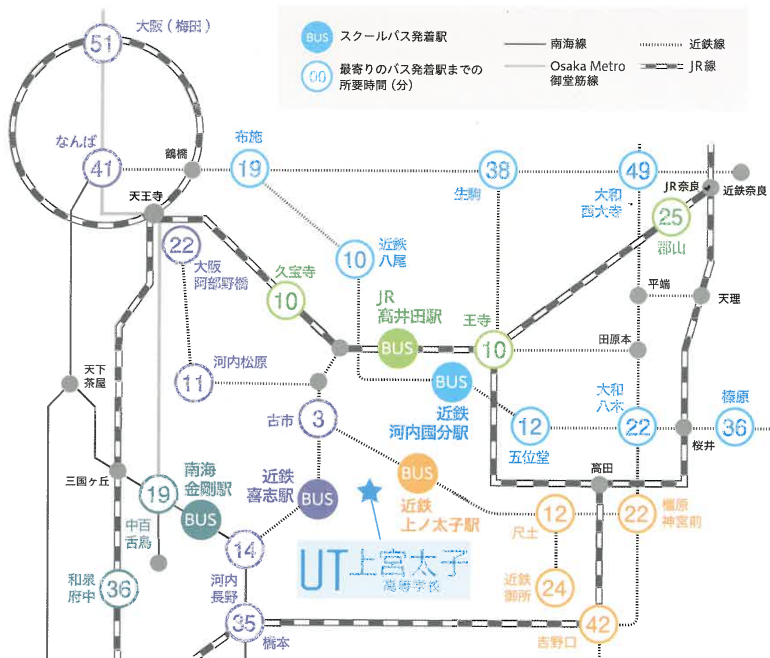 大阪(梅田)
51
BUS
スクールバス発着駅
00
最寄りのバス発着駅までの
所要時間(分)
南海線
近鉄線
Osaka Metro
御堂筋線
JR線
なんば
41
鶴橋
布施
19
38
生駒
49
大和
西大寺
JR奈良
近鉄奈良
天王寺
25
郡山
22
大阪
阿部野橋
10
近鉄
八尾
久宝寺
10
JR
高井田駅
BUS
王寺
10
平端
天理
田原本
天下
茶屋
11
河内松原
BUS
近鉄
河内国分駅
古市
3
12
五位堂
大和
八木
22
桜井
榛原
36
三国ヶ丘
19
中百
舌鳥
南海
金剛駅
BUS
近鉄
喜志駅
BUS
BUS
近鉄
上ノ太子駅
高田
12
尺土
22
橿原
神宮前
14
河内
長野
UT上宮太子
高等学校
24
近鉄
御所
和泉
府中
36
35
橋本
42
吉野口